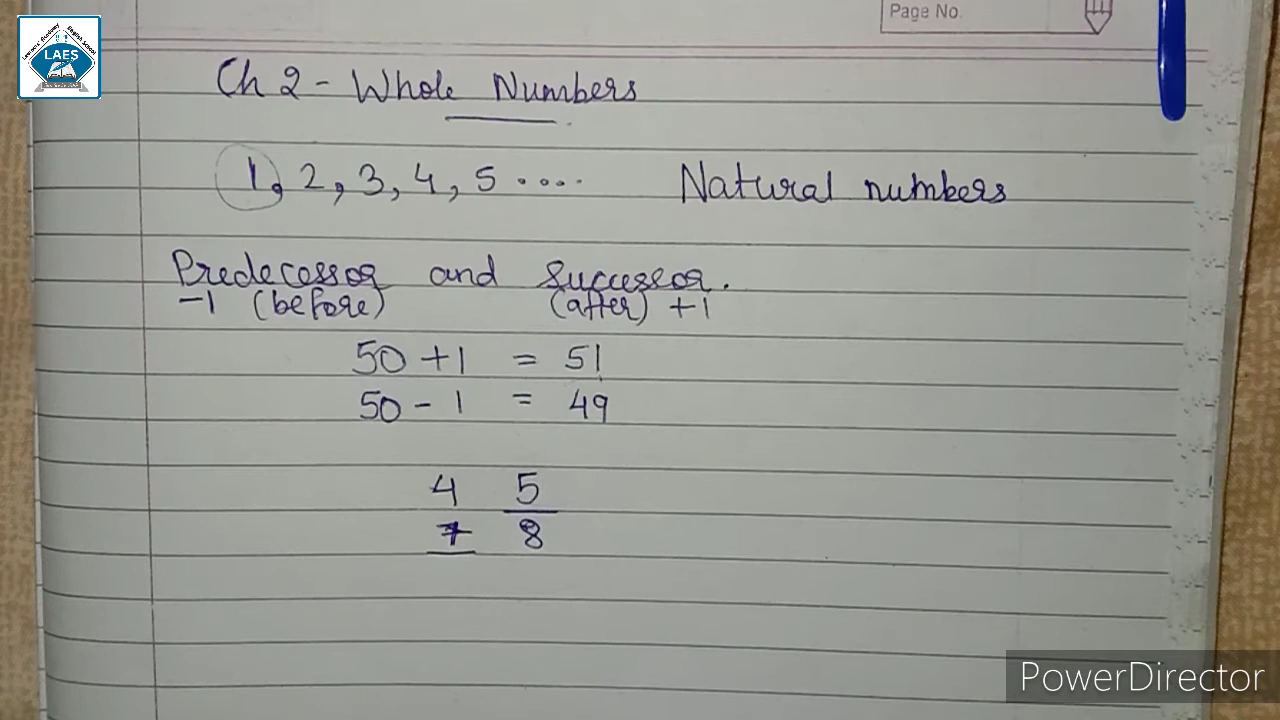 Page No.
LAES
Ch 2 - Whole Numbers
1, 2, 3, 4, 5 ..... Natural numbers
Predecessor and Successor.
-1 (before) (after) +1
50 + 1 = 51
50 - 1 = 49
4 5
7 8
PowerDirector